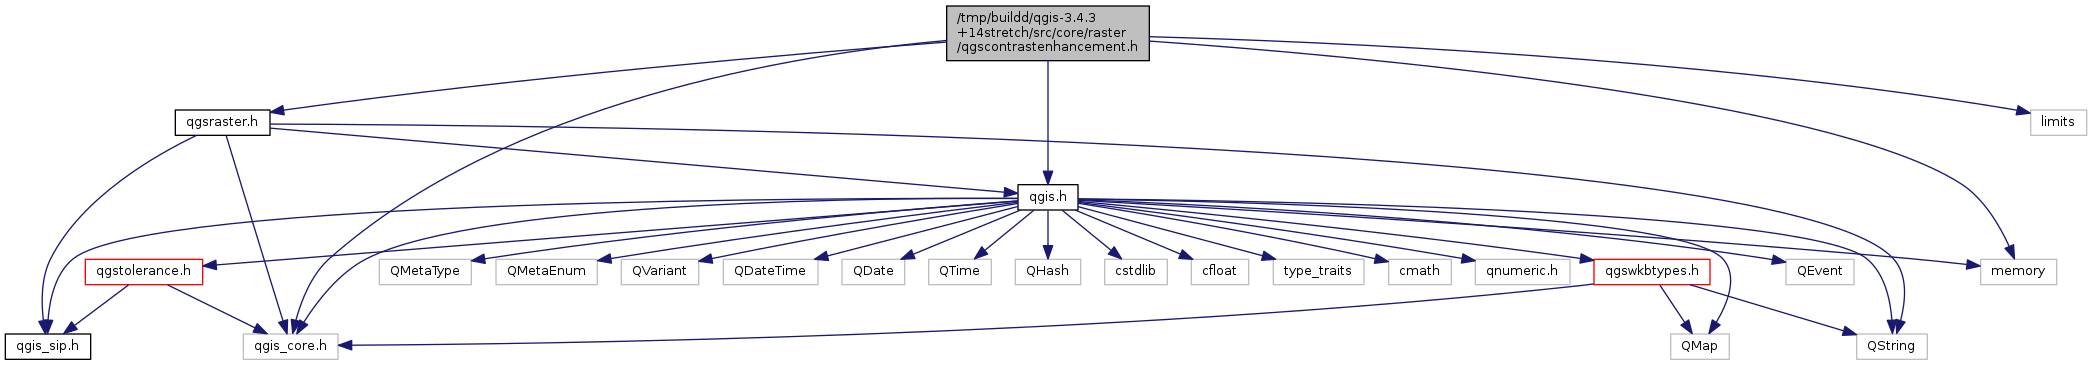 /tmp/buildd/qgis-3.4.3
+14stretch/src/core/raster
/qgscontrastenhancement.h
qgsraster.h
limits
qgis.h
qgstolerance.h
QMetaType
QMetaEnum
QVariant
QDateTime
QDate
QTime
QHash
cstdlib
cfloat
type_traits
cmath
qnumeric.h
qgswkbtypes.h
QEvent
memory
qgis_sip.h
qgis_core.h
QMap
QString